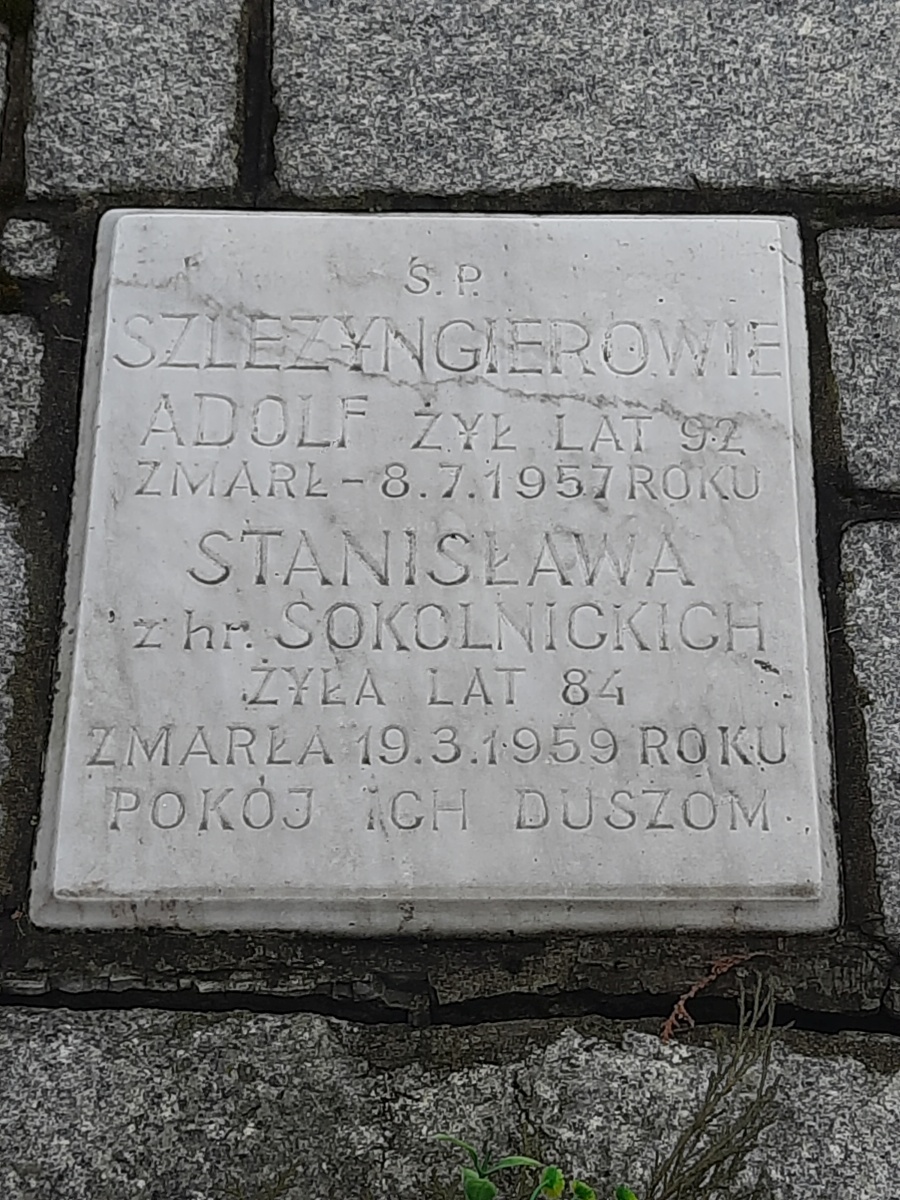 Ś.P.
SZLEZYNGIEROWIE
ADOLF ŻYŁ LAT 92
ZMARŁ - 8.7.1957 ROKU
STANISŁAWA
z hr. SOKOLNICKICH
ŻYŁA LAT 84
ZMARŁA 19.3.1959 ROKU
POKÓJ ICH DUSZOM